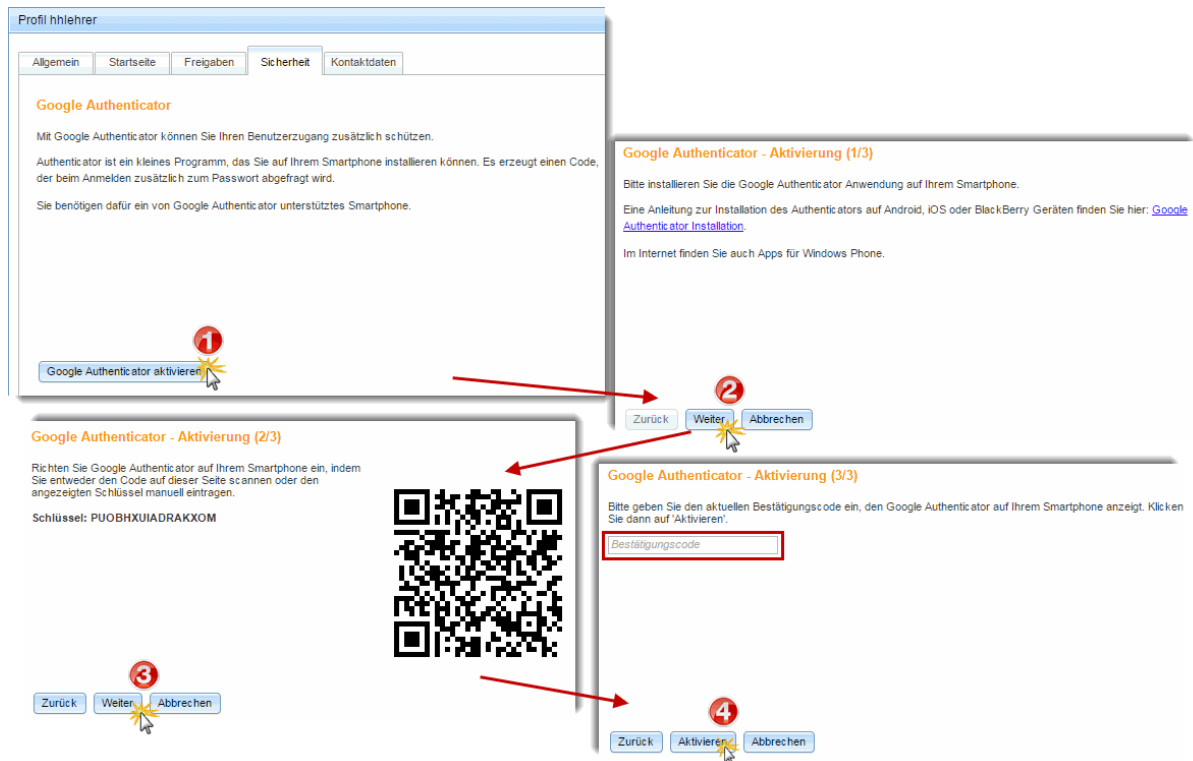 Profil hhlehrer
Allgemein Startseite Freigaben Sicherheit Kontaktdaten
Google Authenticator
Mit Google Authenticator können Sie Ihren Benutzerzugang zusätzlich schützen.
Authenticator ist ein kleines Programm, das Sie auf Ihrem Smartphone installieren können. Es erzeugt einen Code,
der beim Anmelden zusätzlich zum Passwort abgefragt wird.
Sie benötigen dafür ein von Google Authenticator unterstütztes Smartphone.
1
Google Authenticator aktivieren
Google Authenticator - Aktivierung (1/3)
Bitte installieren Sie die Google Authenticator Anwendung auf Ihrem Smartphone.
Eine Anleitung zur Installation des Authenticators auf Android, iOS oder BlackBerry Geräten finden Sie hier: Google
Authenticator Installation.
Im Internet finden Sie auch Apps für Windows Phone.
2
Zurück Weiter Abbrechen
Google Authenticator - Aktivierung (2/3)
Richten Sie Google Authenticator auf Ihrem Smartphone ein, indem
Sie entweder den Code auf dieser Seite scannen oder den
angezeigten Schlüssel manuell eintragen.
Schlüssel: PUOBHXUIADRAKXOM
3
Zurück Weiter Abbrechen
Google Authenticator - Aktivierung (3/3)
Bitte geben Sie den aktuellen Bestätigungscode ein, den Google Authenticator auf Ihrem Smartphone anzeigt. Klicken
Sie dann auf 'Aktivieren'.
Bestätigungscode
4
Zurück Aktivieren Abbrechen